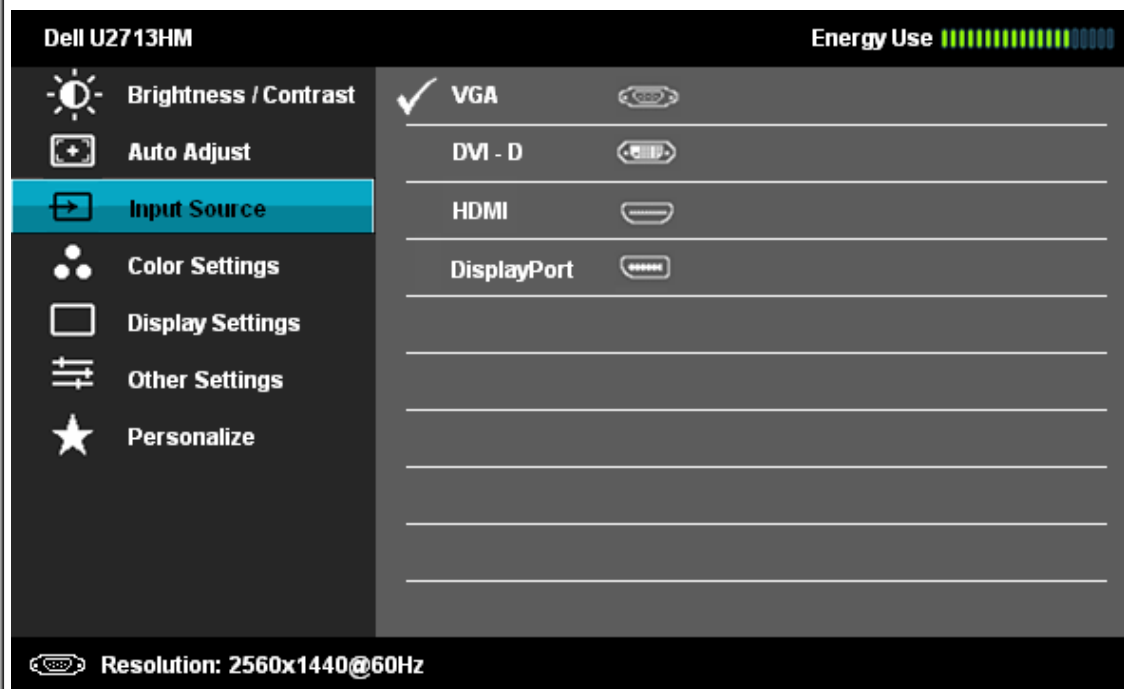 Dell U2713HM Energy Use
Brightness / Contrast VGA
Auto Adjust DVI - D
Input Source HDMI
Color Settings DisplayPort
Display Settings
Other Settings
Personalize
Resolution: 2560x1440@60Hz